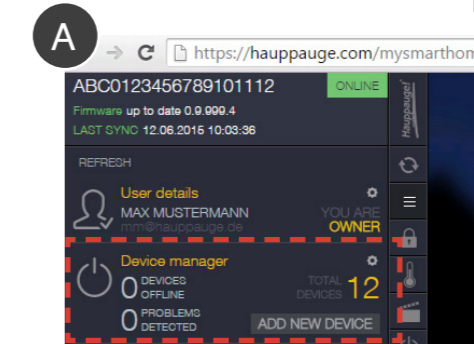 A
https://hauppauge.com/mysmarthom
ABC0123456789101112 ONLINE
Firmware up to date 0.9.999.4
LAST SYNC 12.06.2015 10:03:36
Hauppauge!
REFRESH
User details
MAX MUSTERMANN YOU ARE
mm@hauppauge.de OWNER
Device manager
0 DEVICES OFFLINE TOTAL DEVICES 12
0 PROBLEMS DETECTED ADD NEW DEVICE